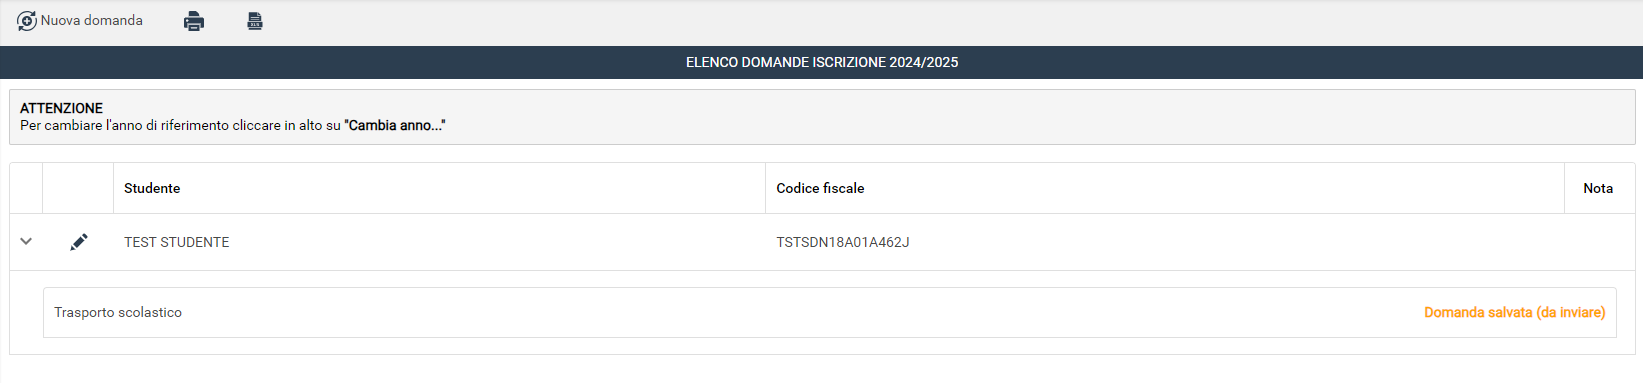 Nuova domanda
XLS
ELENCO DOMANDE ISCRIZIONE 2024/2025
ATTENZIONE
Per cambiare l'anno di riferimento cliccare in alto su "Cambia anno..."
Studente Codice fiscale Nota
TEST STUDENTE TSTSDN18A01A462J
Trasporto scolastico Domanda salvata (da inviare)